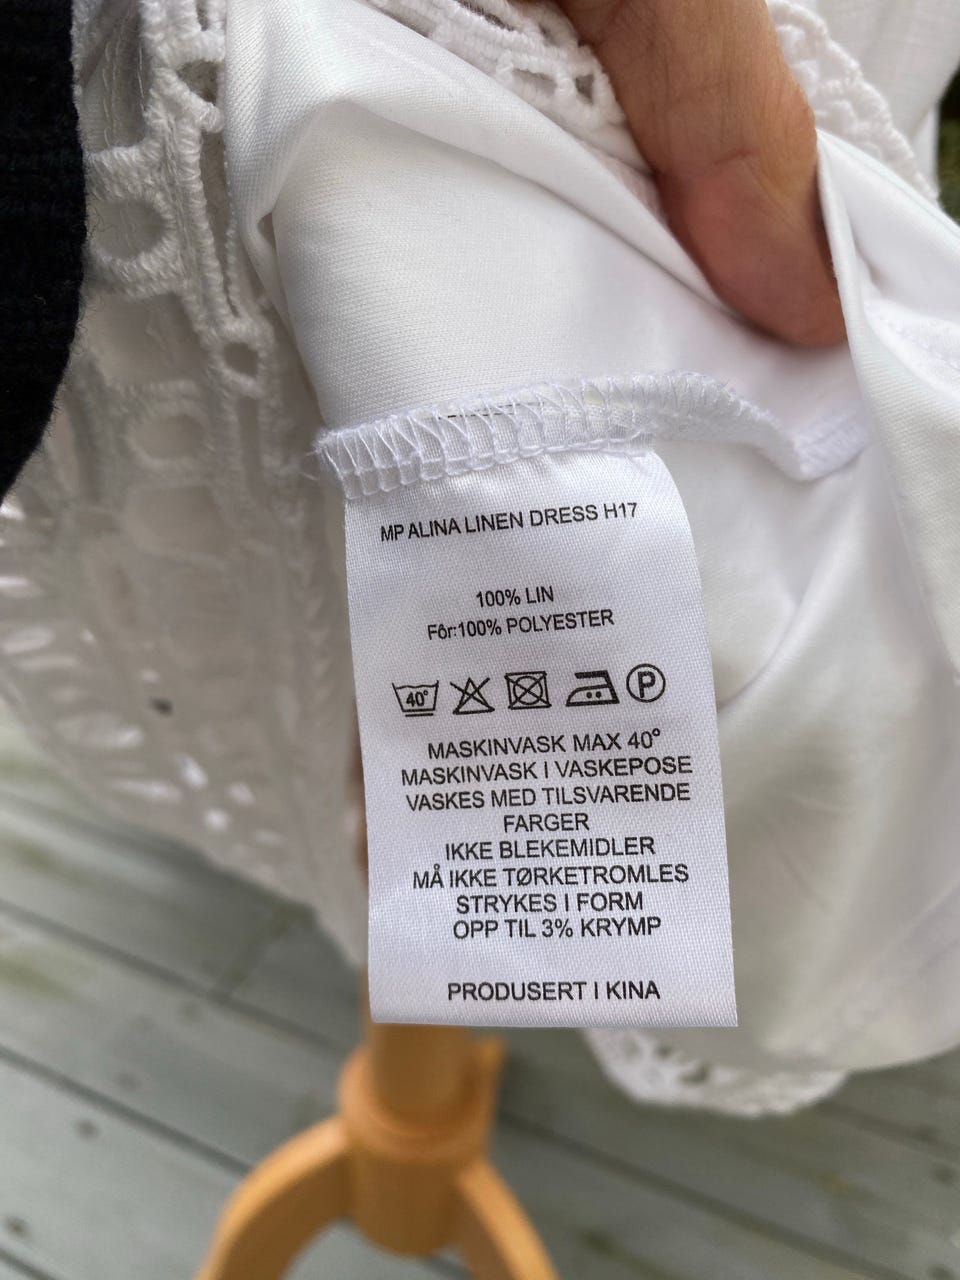 MP ALINA LINEN DRESS H17
100% LIN
Fôr:100% POLYESTER
40° P
MASKINVASK MAX 40°
MASKINVASK I VASKEPOSE
VASKES MED TILSVARENDE
FARGER
IKKE BLEKEMIDLER
MÅ IKKE TØRKETROMLES
STRYKES I FORM
OPP TIL 3% KRYMP
PRODUSERT I KINA